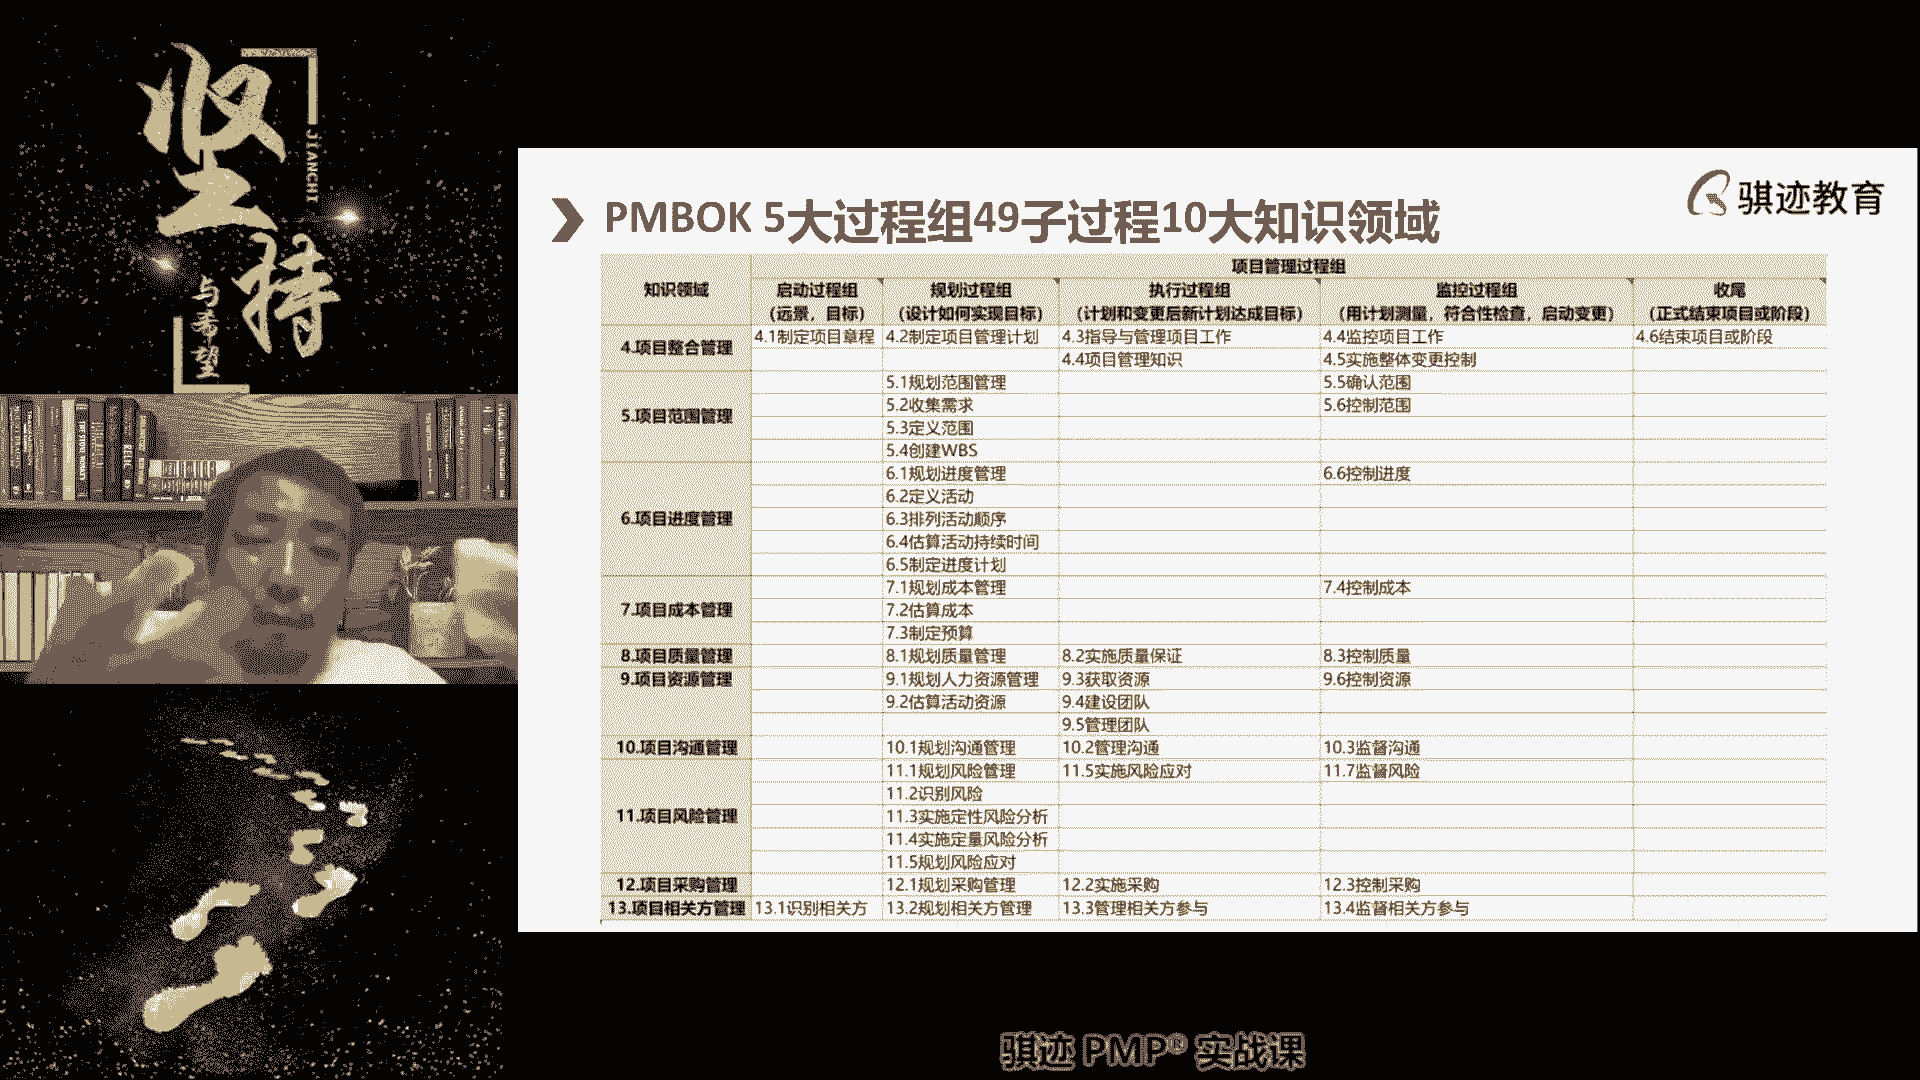 坚持
JIANCHI
与希望
PMBOK 5大过程组49子过程10大知识领域
骐迹教育
知识领域 项目管理过程组
启动过程组 规划过程组 执行过程组 监控过程组 收尾
(远景,目标) (设计如何实现目标) (计划和变更后新计划达成目标) (用计划测量,符合性检查,启动变更) (正式结束项目或阶段)
4.项目整合管理 4.1制定项目章程 4.2制定项目管理计划 4.3指导与管理项目工作 4.4监控项目工作 4.6结束项目或阶段
4.4项目管理知识 4.5实施整体变更控制
5.项目范围管理 5.1规划范围管理 5.5确认范围
5.2收集需求 5.6控制范围
5.3定义范围
5.4创建WBS
6.项目进度管理 6.1规划进度管理 6.6控制进度
6.2定义活动
6.3排列活动顺序
6.4估算活动持续时间
6.5制定进度计划
7.项目成本管理 7.1规划成本管理 7.4控制成本
7.2估算成本
7.3制定预算
8.项目质量管理 8.1规划质量管理 8.2实施质量保证 8.3控制质量
9.项目资源管理 9.1规划人力资源管理 9.3获取资源 9.6控制资源
9.2估算活动资源 9.4建设团队
9.5管理团队
10.项目沟通管理 10.1规划沟通管理 10.2管理沟通 10.3监督沟通
11.项目风险管理 11.1规划风险管理 11.5实施风险应对 11.7监督风险
11.2识别风险
11.3实施定性风险分析
11.4实施定量风险分析
11.5规划风险应对
12.项目采购管理 12.1规划采购管理 12.2实施采购 12.3控制采购
13.项目相关方管理 13.1识别相关方 13.2规划相关方管理 13.3管理相关方参与 13.4监督相关方参与
骐迹 PMP® 实战课